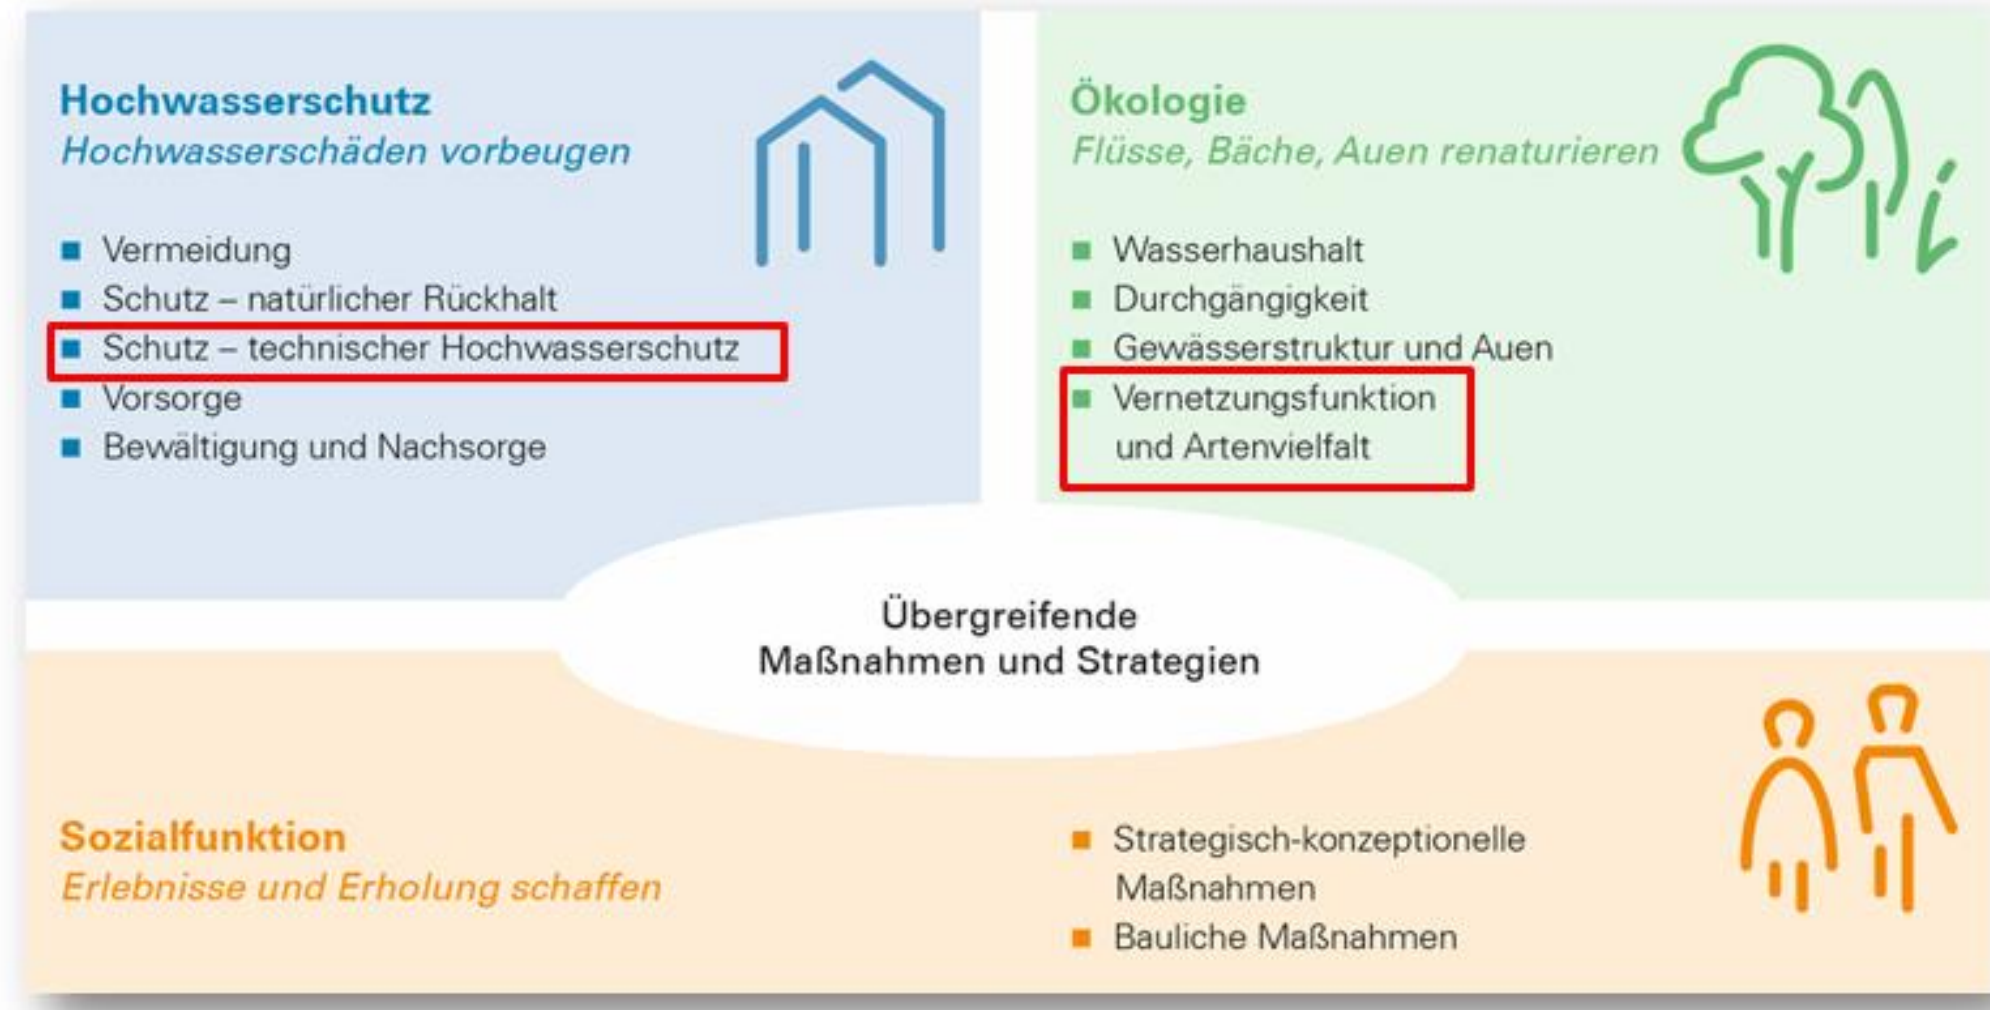 Hochwasserschutz
Hochwasserschäden vorbeugen
■ Vermeidung
■ Schutz – natürlicher Rückhalt
■ Schutz – technischer Hochwasserschutz
■ Vorsorge
■ Bewältigung und Nachsorge
Ökologie
Flüsse, Bäche, Auen renaturieren
■ Wasserhaushalt
■ Durchgängigkeit
■ Gewässerstruktur und Auen
■ Vernetzungsfunktion
und Artenvielfalt
Übergreifende
Maßnahmen und Strategien
Sozialfunktion
Erlebnisse und Erholung schaffen
■ Strategisch-konzeptionelle
Maßnahmen
■ Bauliche Maßnahmen